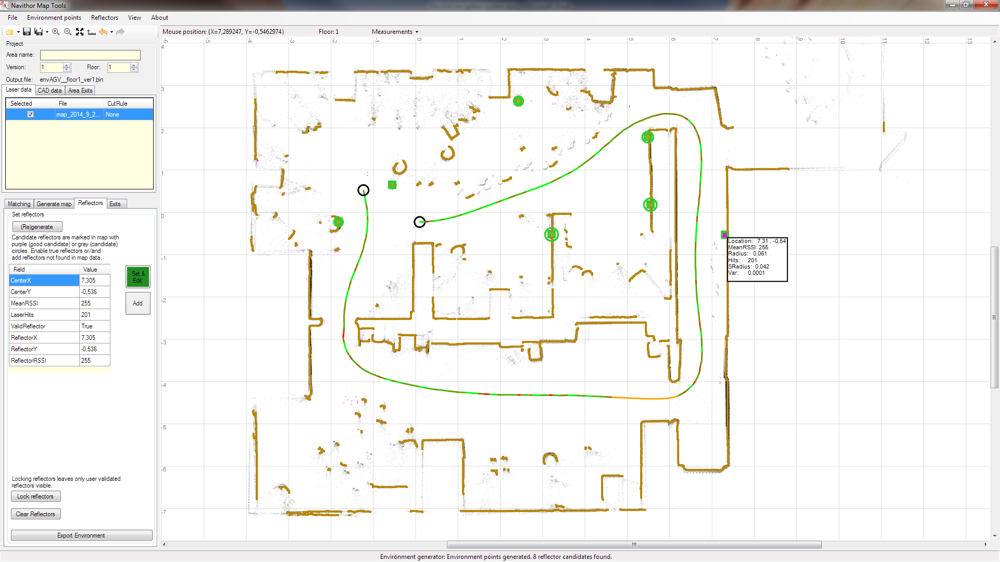 Navithor Map Tools
File Environment points Reflectors View About
Mouse position: {X=7,289247, Y=-0,5462974} Floor: 1 Measurements
Project
Area name:
Version: 1 Floor: 1
Output file: envAGV__floor1_ver1.bin
Laser data CAD data Area Exits
Selected File CutRule
map_2014_9_2... None
Matching Generate map Reflectors Exits
Set reflectors
(Re)generate
Candidate reflectors are marked in map with
purple (good candidate) or gray (candidate)
circles. Enable true reflectors or/and
add reflectors not found in map data.
Field Value
CenterX 7,305
CenterY -0,536
MeanRSSI 255
LaserHits 201
ValidReflector True
ReflectorX 7,305
ReflectorY -0,536
ReflectorRSSI 255
Set &
Edit
Add
Locking reflectors leaves only user validated
reflectors visible.
Lock reflectors
Clear Reflectors
Export Environment
-6 -5 -4 -3 -2 -1 0 1 2 3 4 5 6 7 8 9 10 11 12 13
4
3
2
1
0
-1
-2
-3
-4
-5
-6
-7
Location: 7,31 , -0,54
MeanRSSI: 255
Radius: 0,061
Hits: 201
SRadius: 0,042
Var: 0,0001
Environment generator: Environment points generated. 8 reflector candidates found.